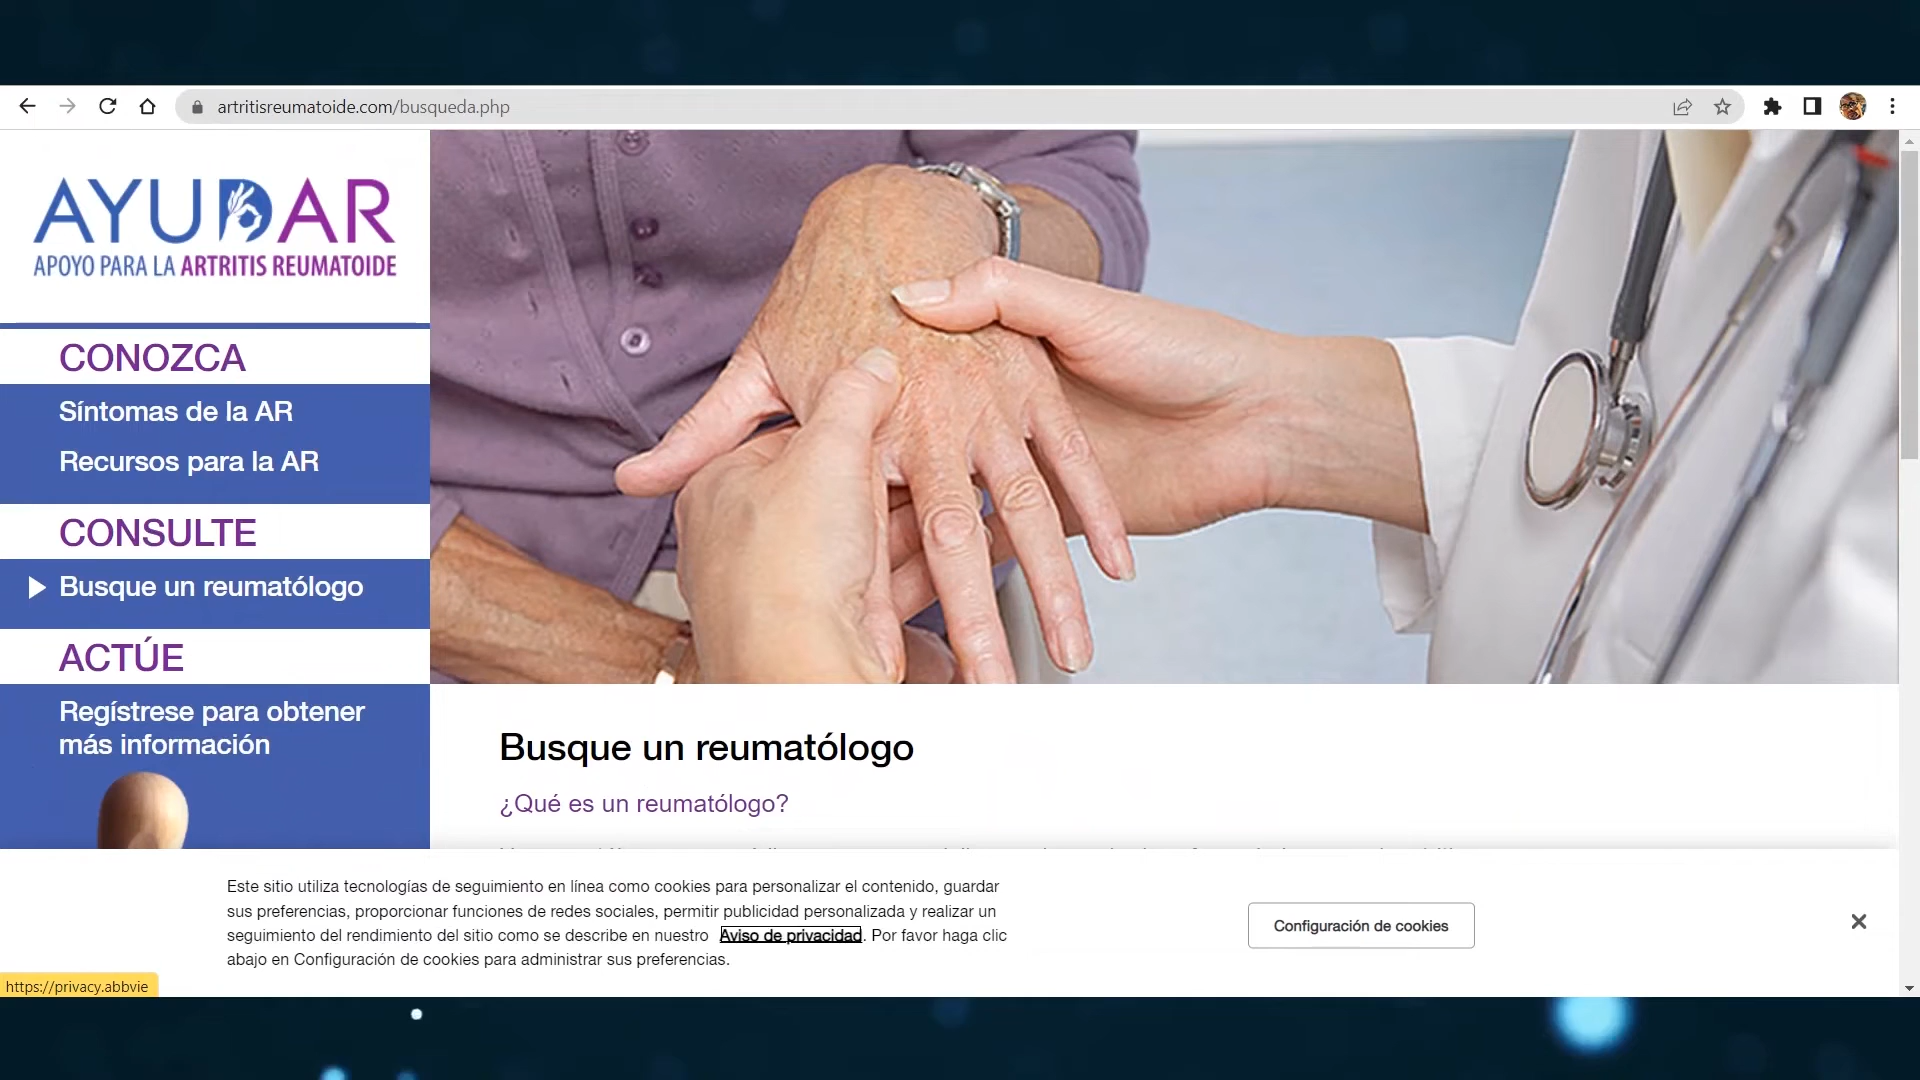 artritisreumatoide.com/busqueda.php
AYUDAR
APOYO PARA LA ARTRITIS REUMATOIDE
CONOZCA
Síntomas de la AR
Recursos para la AR
CONSULTE
Busque un reumatólogo
ACTÚE
Regístrese para obtener
más información
Busque un reumatólogo
¿Qué es un reumatólogo?
Este sitio utiliza tecnologías de seguimiento en línea como cookies para personalizar el contenido, guardar
sus preferencias, proporcionar funciones de redes sociales, permitir publicidad personalizada y realizar un
seguimiento del rendimiento del sitio como se describe en nuestro Aviso de privacidad. Por favor haga clic
abajo en Configuración de cookies para administrar sus preferencias.
Configuración de cookies
https://privacy.abbvie